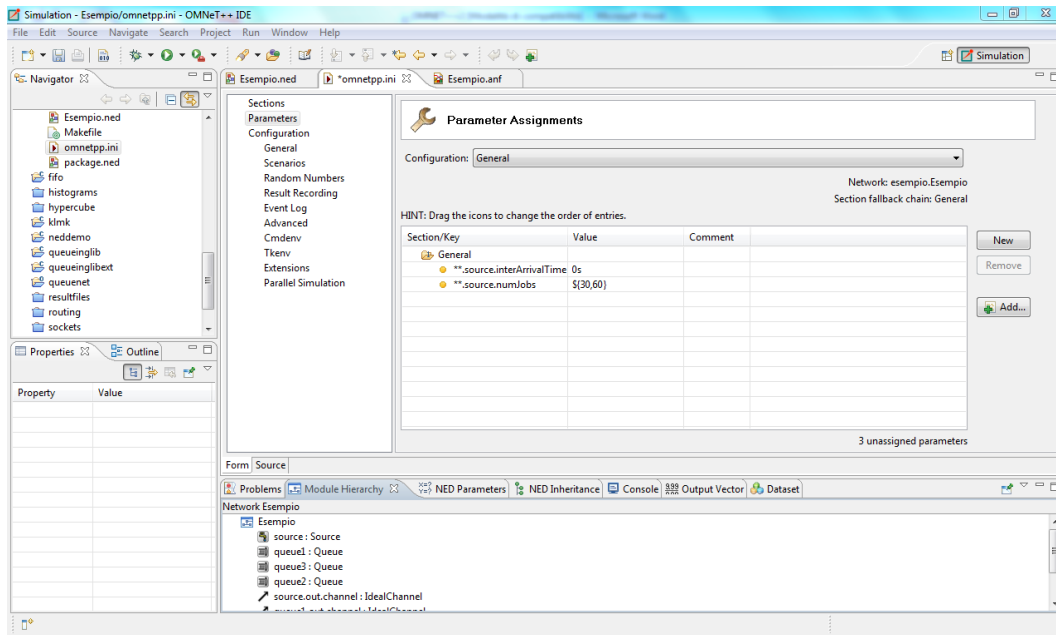 Simulation - Esempio/omnetpp.ini - OMNeT++ IDE
File Edit Source Navigate Search Project Run Window Help
Simulation
Navigator
Esempio.ned
Makefile
omnetpp.ini
package.ned
fifo
histograms
hypercube
klmk
neddemo
queueinglib
queueinglibext
queuenet
resultfiles
routing
sockets
Properties Outline
Property Value
Esempio.ned *omnetpp.ini Esempio.anf
Sections
Parameters
Configuration
General
Scenarios
Random Numbers
Result Recording
Event Log
Advanced
Cmdenv
Tkenv
Extensions
Parallel Simulation
Parameter Assignments
Configuration: General
Network: esempio.Esempio
Section fallback chain: General
HINT: Drag the icons to change the order of entries.
Section/Key Value Comment
General
**.source.interArrivalTime 0s
**.source.numJobs ${30,60}
New
Remove
Add...
3 unassigned parameters
Form Source
Problems Module Hierarchy NED Parameters NED Inheritance Console Output Vector Dataset
Network Esempio
Esempio
source : Source
queue1 : Queue
queue3 : Queue
queue2 : Queue
source.out.channel : IdealChannel
queue1.out.channel : IdealChannel